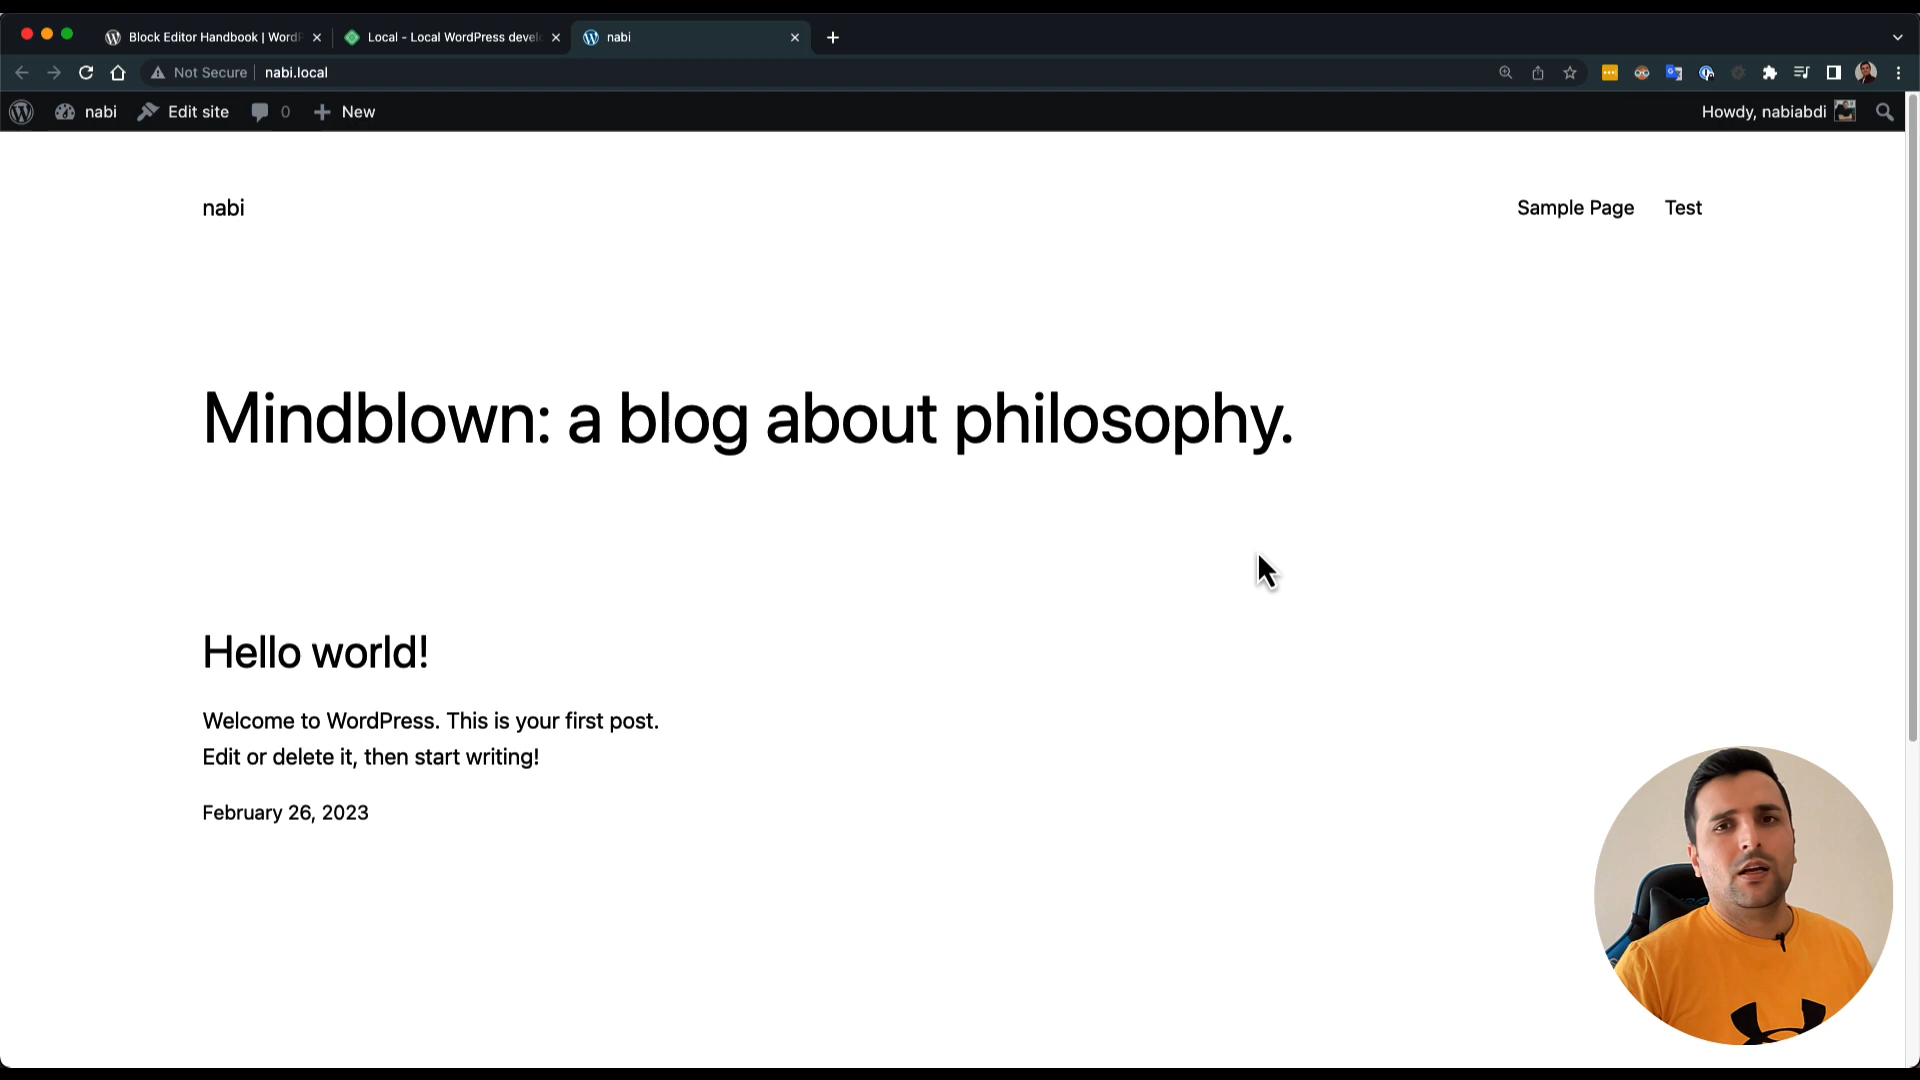 Block Editor Handbook | WordP
Local - Local WordPress devel
nabi
Not Secure
nabi.local
nabi
Edit site
0
New
Howdy, nabiabdi
nabi
Sample Page
Test
Mindblown: a blog about philosophy.
Hello world!
Welcome to WordPress. This is your first post.
Edit or delete it, then start writing!
February 26, 2023